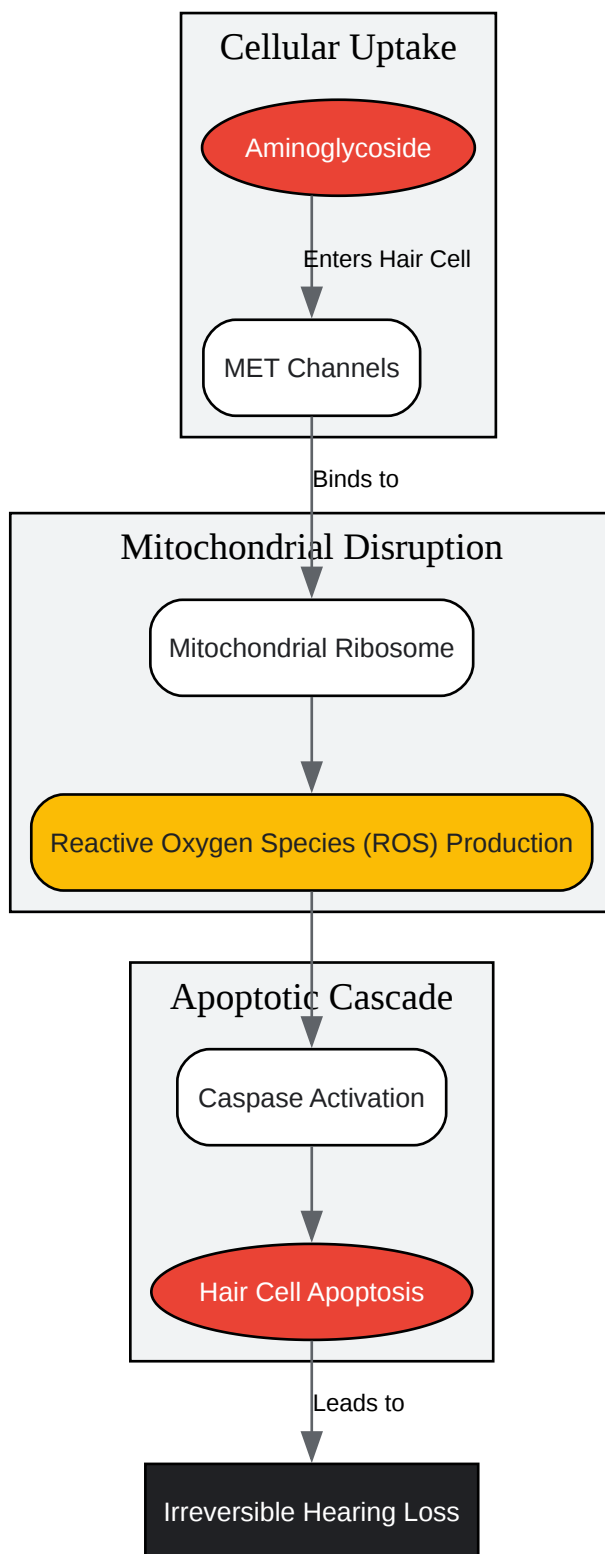 Cellular Uptake
Aminoglycoside
Enters Hair Cell
MET Channels
Binds to
Mitochondrial Disruption
Mitochondrial Ribosome
Reactive Oxygen Species (ROS) Production
Apoptotic Cascade
Caspase Activation
Hair Cell Apoptosis
Leads to
Irreversible Hearing Loss